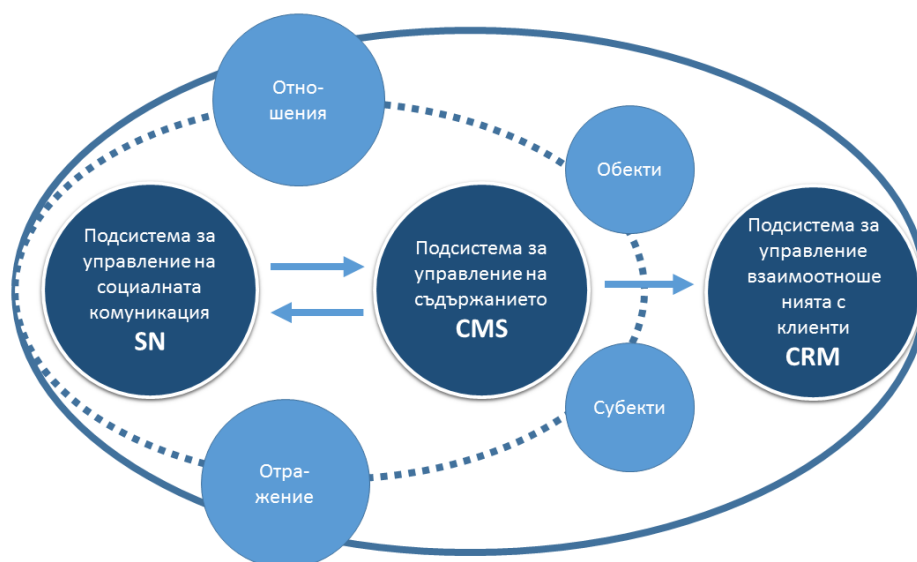 Отно-
шения
Обекти
Подсистема за
управление на
социалната
комуникация
SN
Подсистема за
управление на
съдържанието
CMS
Подсистема за
управление
взаимоотноше
нията с
клиенти
CRM
Субекти
Отра-
жение